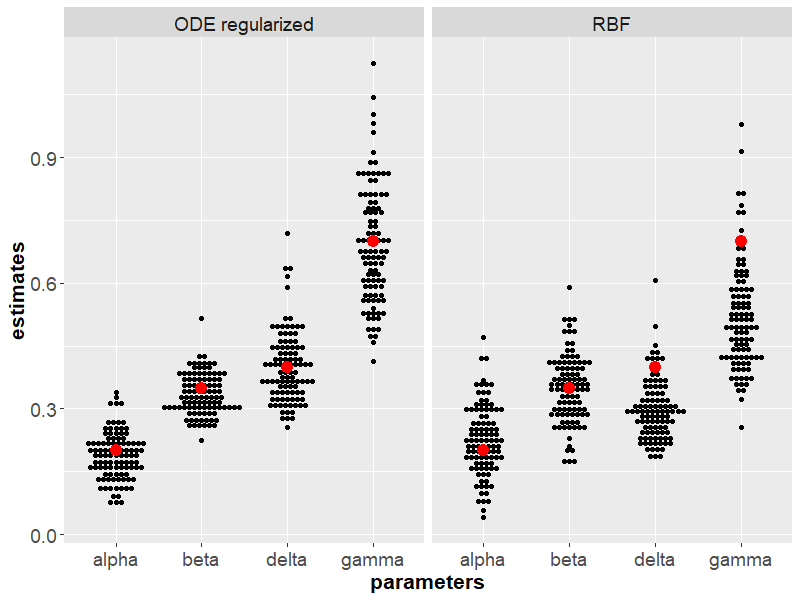 ODE regularized
RBF
estimates
0.9
0.6
0.3
0.0
alpha beta delta gamma
alpha beta delta gamma
parameters